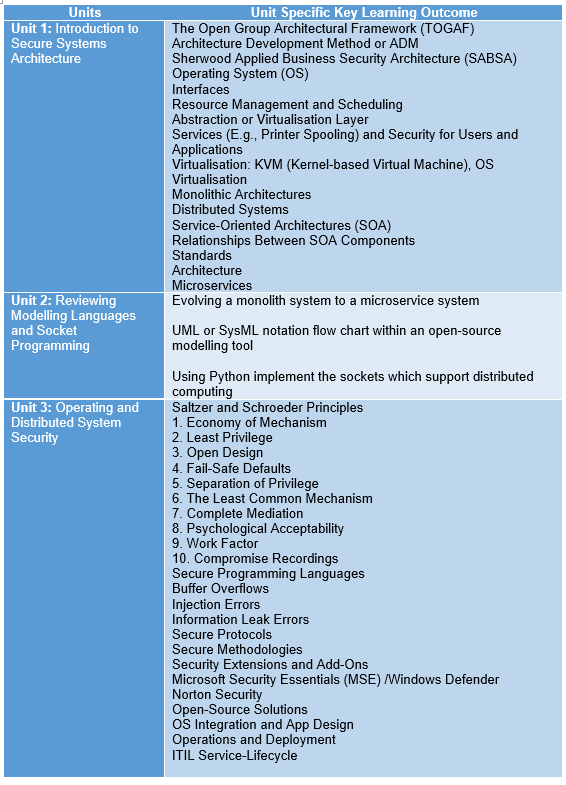 Units
Unit Specific Key Learning Outcome
Unit 1: Introduction to
Secure Systems
Architecture
The Open Group Architectural Framework (TOGAF)
Architecture Development Method or ADM
Sherwood Applied Business Security Architecture (SABSA)
Operating System (OS)
Interfaces
Resource Management and Scheduling
Abstraction or Virtualisation Layer
Services (E.g., Printer Spooling) and Security for Users and
Applications
Virtualisation: KVM (Kernel-based Virtual Machine), OS
Virtualisation
Monolithic Architectures
Distributed Systems
Service-Oriented Architectures (SOA)
Relationships Between SOA Components
Standards
Architecture
Microservices
Unit 2: Reviewing
Modelling Languages
and Socket
Programming
Evolving a monolith system to a microservice system
UML or SysML notation flow chart within an open-source
modelling tool
Using Python implement the sockets which support distributed
computing
Unit 3: Operating and
Distributed System
Security
Saltzer and Schroeder Principles
1. Economy of Mechanism
2. Least Privilege
3. Open Design
4. Fail-Safe Defaults
5. Separation of Privilege
6. The Least Common Mechanism
7. Complete Mediation
8. Psychological Acceptability
9. Work Factor
10. Compromise Recordings
Secure Programming Languages
Buffer Overflows
Injection Errors
Information Leak Errors
Secure Protocols
Secure Methodologies
Security Extensions and Add-Ons
Microsoft Security Essentials (MSE) /Windows Defender
Norton Security
Open-Source Solutions
OS Integration and App Design
Operations and Deployment
ITIL Service-Lifecycle